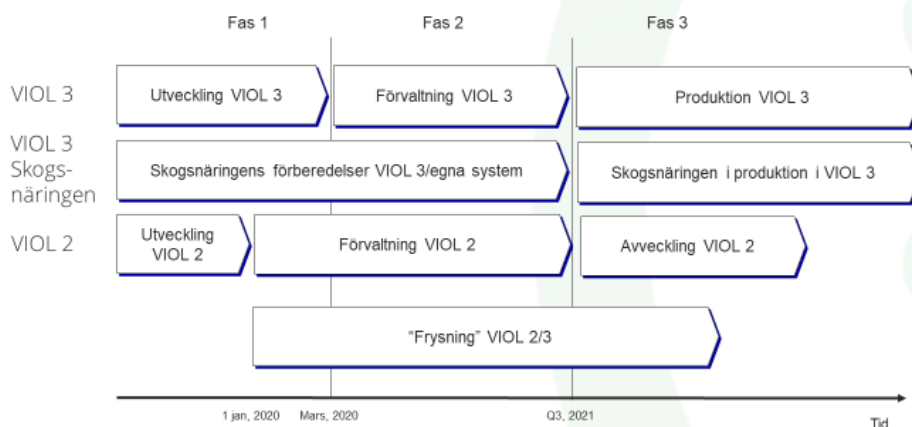 Fas 1
Fas 2
Fas 3
VIOL 3
Utveckling VIOL 3
Förvaltning VIOL 3
Produktion VIOL 3
VIOL 3
Skogs-
näringen
Skogsnäringens förberedelser VIOL 3/egna system
Skogsnäringen i produktion i VIOL 3
VIOL 2
Utveckling
VIOL 2
Förvaltning VIOL 2
Avveckling VIOL 2
"Frysning" VIOL 2/3
1 jan, 2020
Mars, 2020
Q3, 2021
Tid